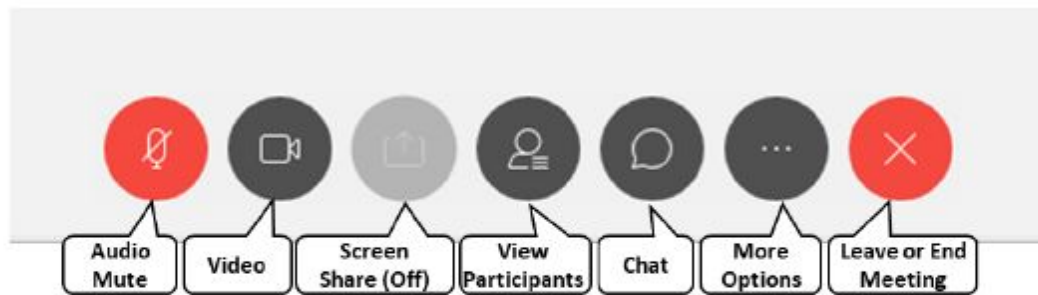 Audio
Mute
Video
Screen
Share (Off)
View
Participants
Chat
More
Options
Leave or End
Meeting